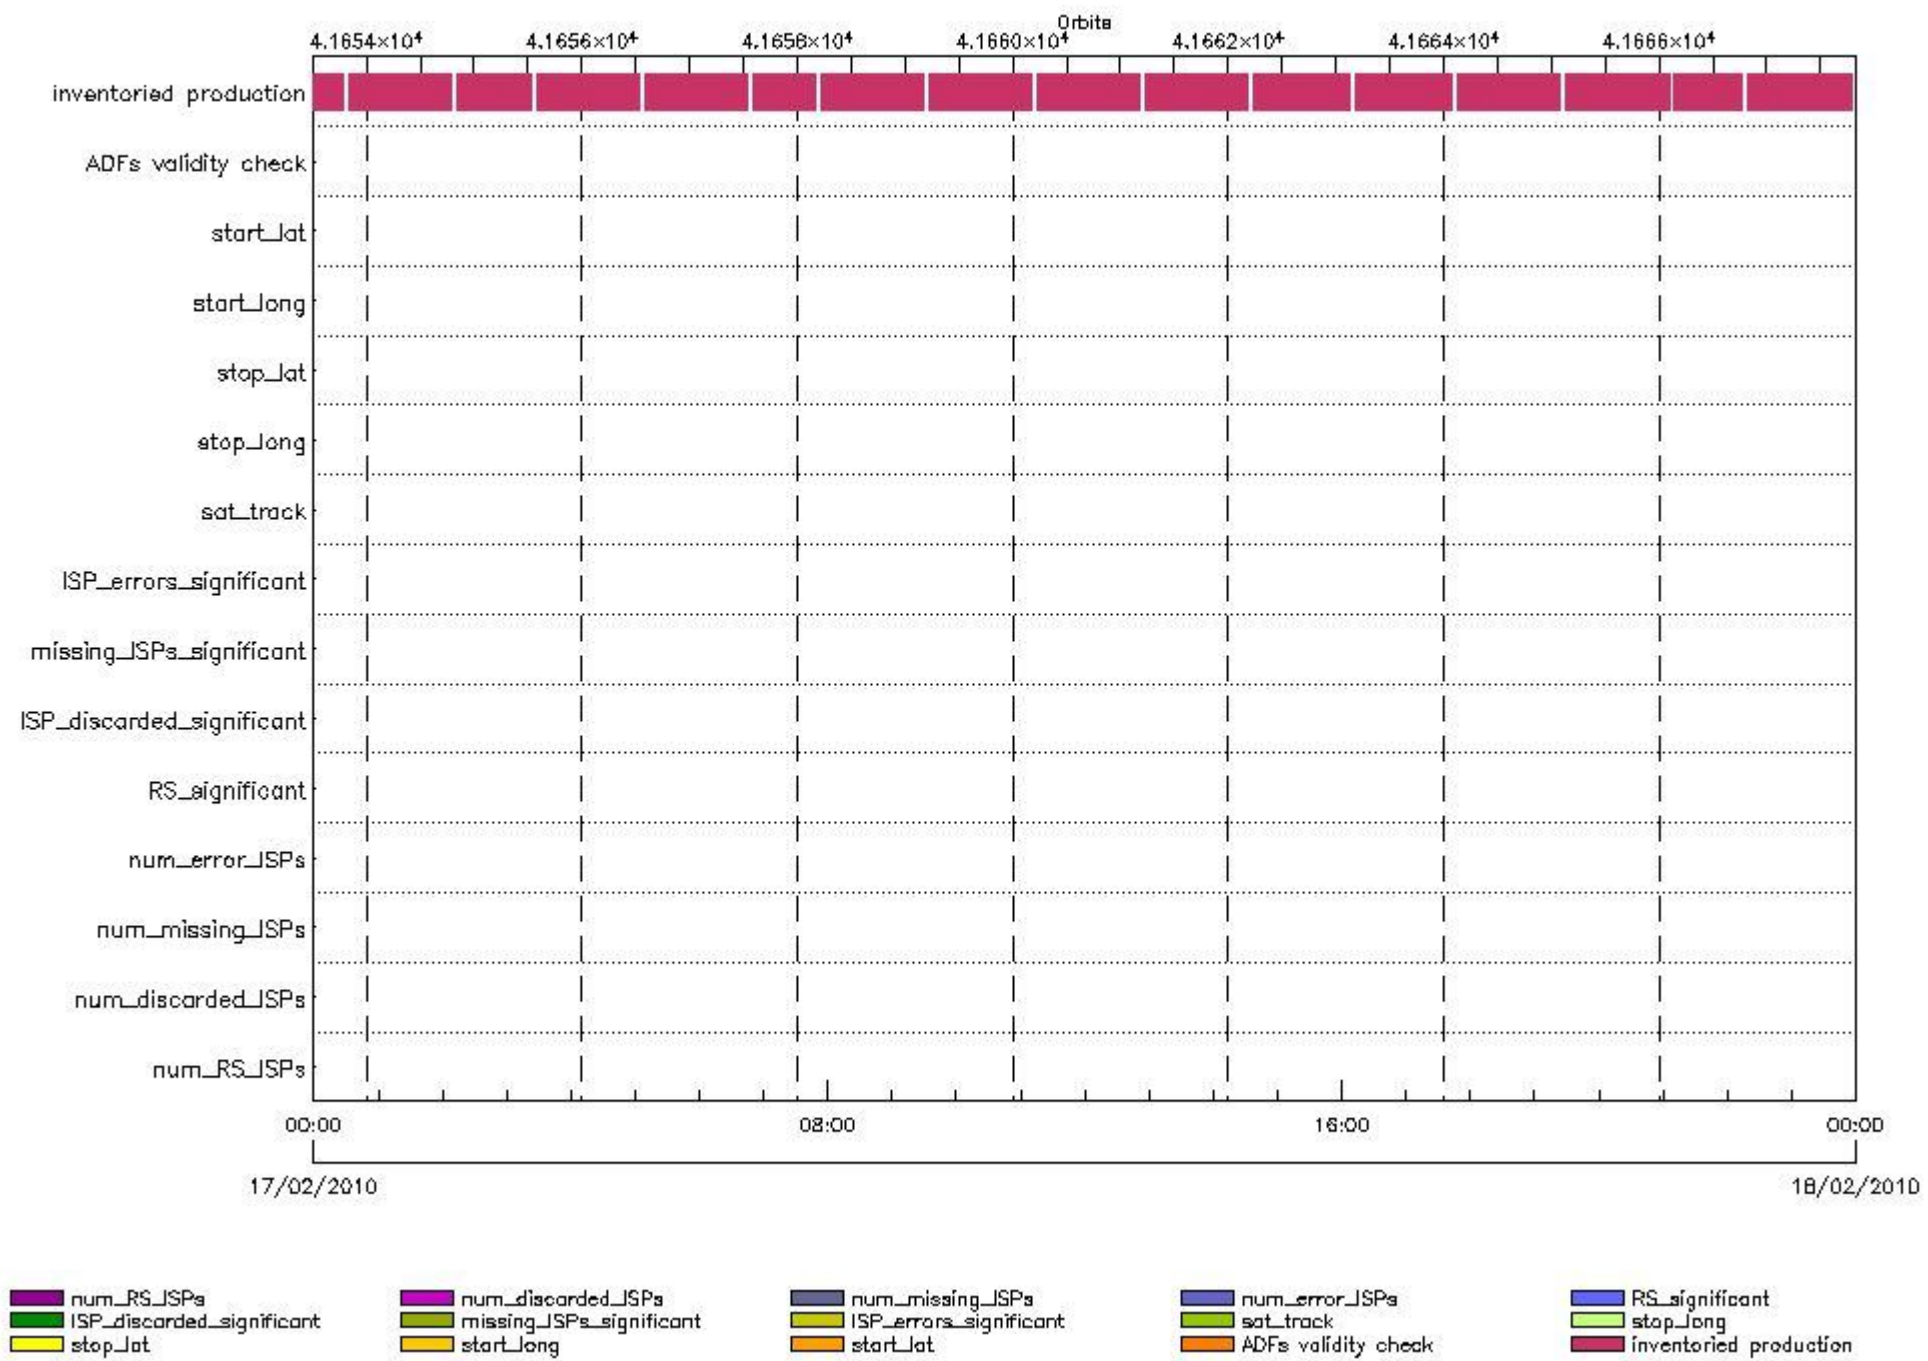 Orbits
4.1654×10⁴ 4.1656×10⁴ 4.1658×10⁴ 4.1660×10⁴ 4.1662×10⁴ 4.1664×10⁴ 4.1666×10⁴
inventoried production
ADFs validity check
start_lat
start_long
stop_lat
stop_long
sat_track
ISP_errors_significant
missing_ISPs_significant
ISP_discarded_significant
RS_significant
num_error_ISPs
num_missing_ISPs
num_discarded_ISPs
num_RS_ISPs
00:00 08:00 16:00 00:00
17/02/2010 18/02/2010
num_RS_ISPs num_discarded_ISPs num_missing_ISPs num_error_ISPs RS_significant
ISP_discarded_significant missing_ISPs_significant ISP_errors_significant sat_track stop_long
stop_lat start_long start_lat ADFs validity check inventoried production